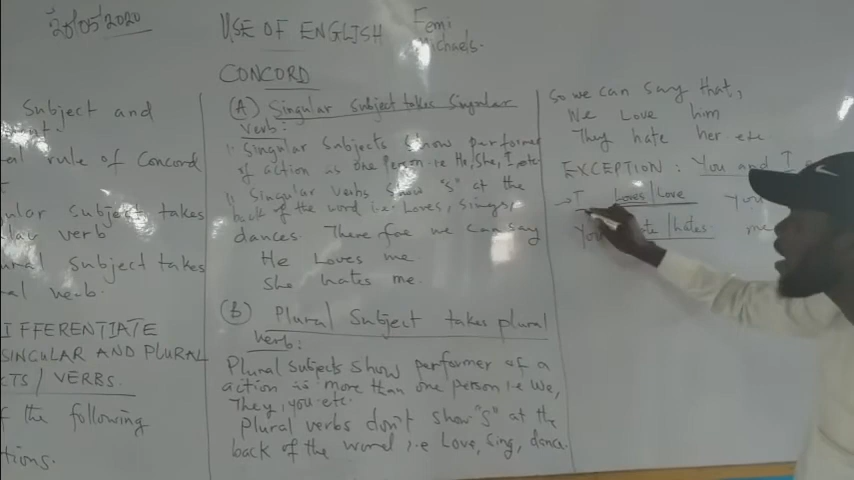 20/05/2020
USE OF ENGLISH
Femi
Michaels.
CONCORD
Subject and
al rule of Concord
ular subject takes
lar verb
ural subject takes
al verb.
IFFERENTIATE
SINGULAR AND PLURAL
CTS / VERBS.
f the following
tions.
(A) Singular subject takes singular
verb:
i. Singular subjects show performer
of action as one person i.e He, She, I, etc
ii. Singular verbs show "s" at the
back of the word i.e Loves, sings,
dances. There foe we can say
He Loves me
She hates me.
(B) Plural Subject takes plural
verb:
Plural subjects show performer of a
action is more than one person i.e We,
They, you etc.
Plural verbs don't show "s" at the
back of the word i.e Love, sing, dance.
So we can say that,
We Love him
They hate her etc
EXCEPTION : You and I
→ I Loves/Love You
You te / hates me